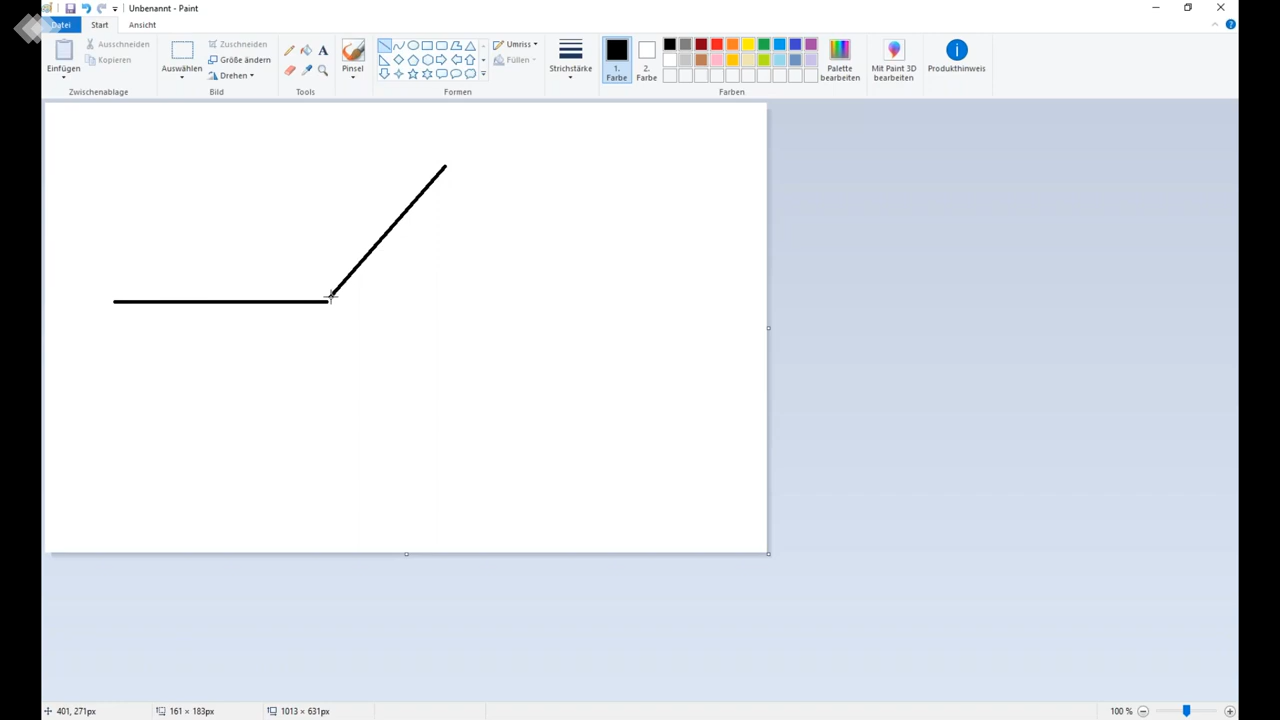 Unbenannt - Paint
Datei
Start
Ansicht
Einfügen
Ausschneiden
Kopieren
Zwischenablage
Auswählen
Zuschneiden
Größe ändern
Drehen
Bild
Tools
Pinsel
Umriss
Füllen
Formen
Strichstärke
1.
Farbe
2.
Farbe
Palette
bearbeiten
Farben
Mit Paint 3D
bearbeiten
Produkthinweis
401, 271px
161 × 183px
1013 × 631px
100 %